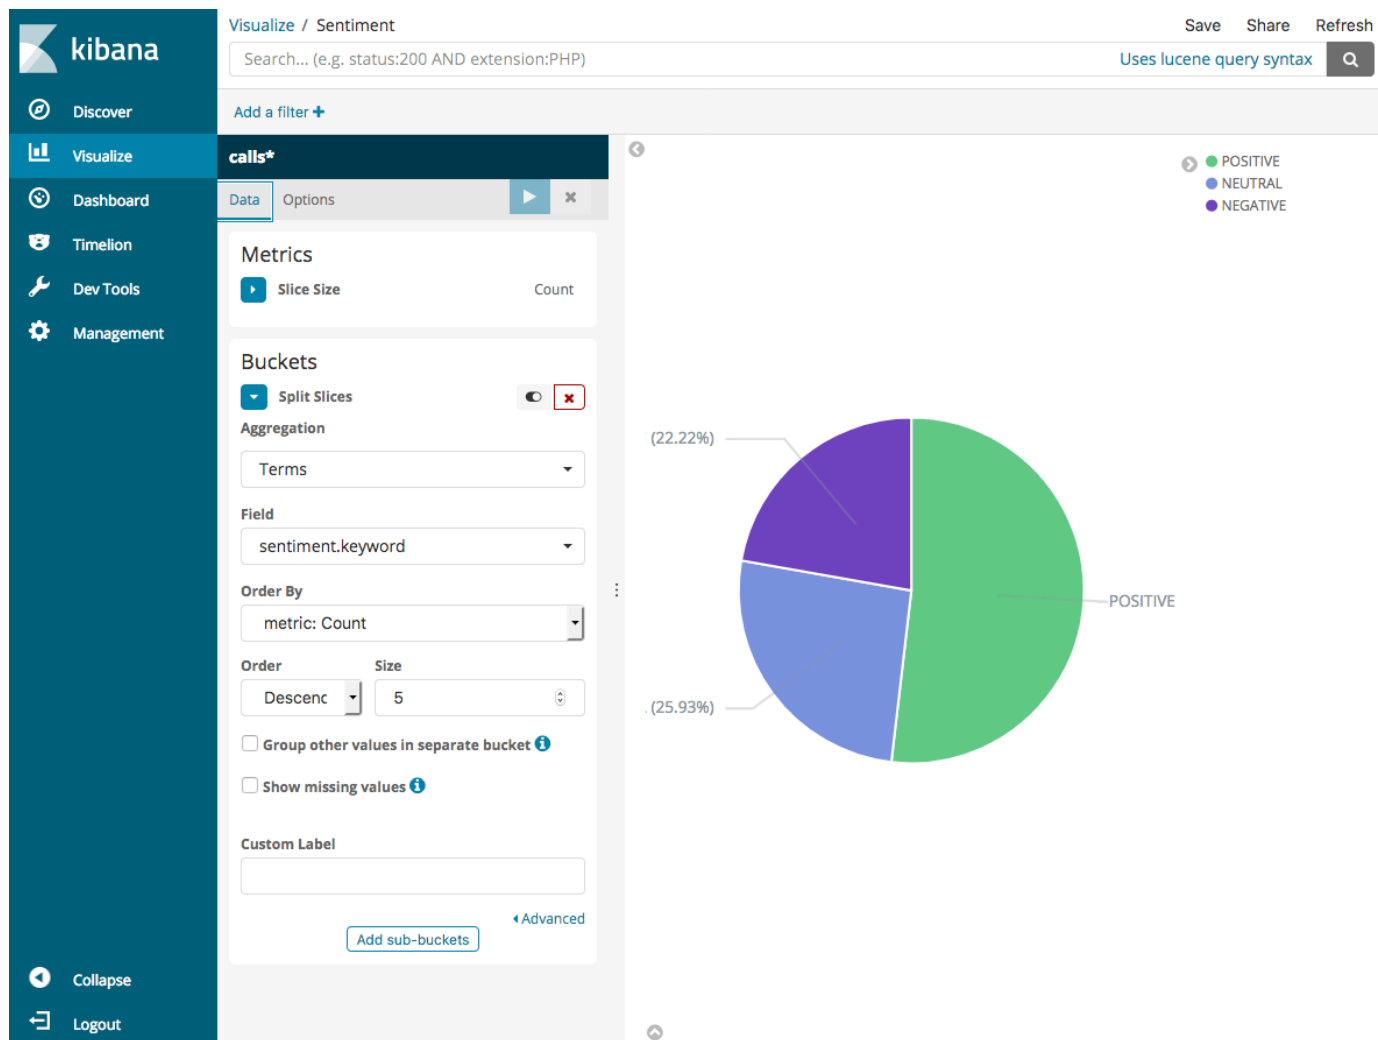 kibana
Discover
Visualize
Dashboard
Timelion
Dev Tools
Management
Collapse
Logout
Visualize / Sentiment
Save Share Refresh
Search... (e.g. status:200 AND extension:PHP) Uses lucene query syntax
Add a filter +
calls*
Data Options
Metrics
Slice Size Count
Buckets
Split Slices
Aggregation
Terms
Field
sentiment.keyword
Order By
metric: Count
Order Size
Descenc 5
Group other values in separate bucket
Show missing values
Custom Label
Advanced
Add sub-buckets
POSITIVE
NEUTRAL
NEGATIVE
(22.22%)
POSITIVE
(25.93%)